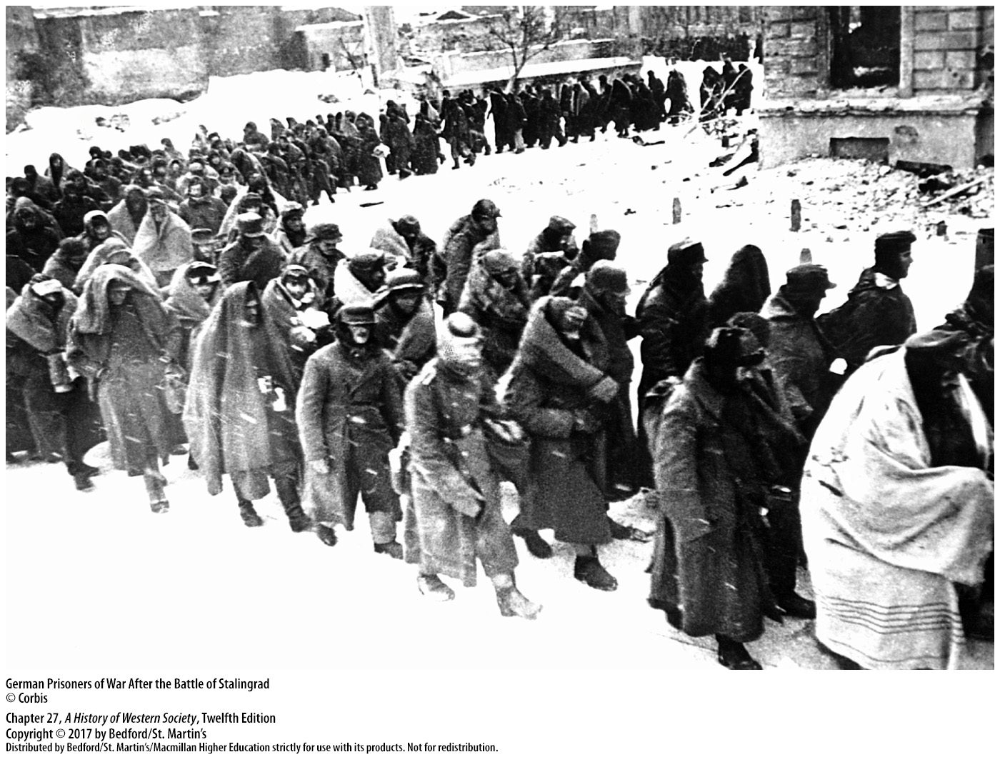 German Prisoners of War After the Battle of Stalingrad
© Corbis
Chapter 27, A History of Western Society, Twelfth Edition
Copyright © 2017 by Bedford/St. Martin’s
Distributed by Bedford/St. Martin’s/Macmillan Higher Education strictly for use with its products. Not for redistribution.